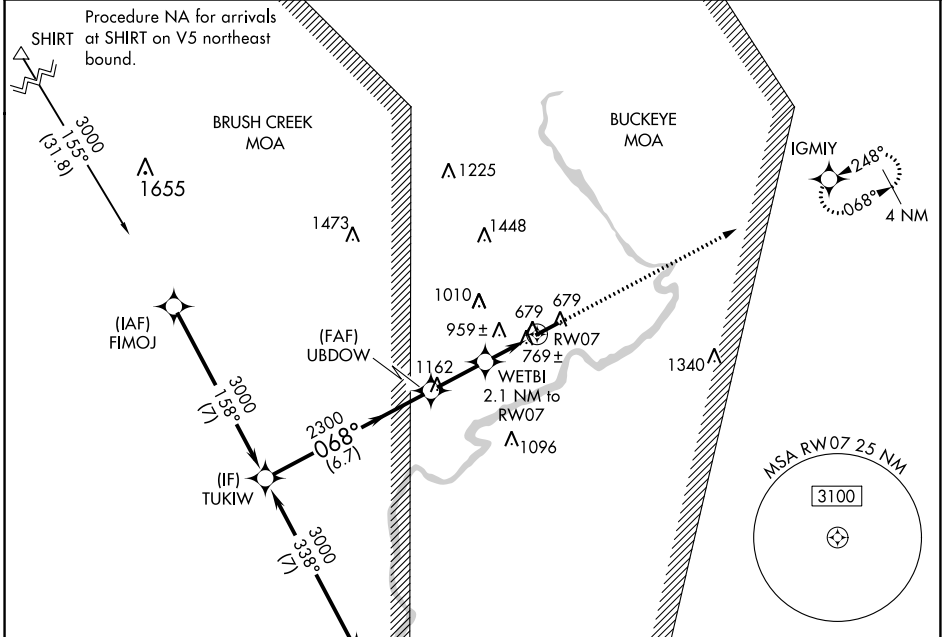 Procedure NA for arrivals
at SHIRT on V5 northeast
bound.
SHIRT
3000
155°
(31.8)
1655
BRUSH CREEK
MOA
BUCKEYE
MOA
1225
IGMIY
248°
068°
4 NM
1473
1448
1010
679
679
959±
RW07
769±
(IAF)
FIMOJ
(FAF)
UBDOW
1162
WETBI
2.1 NM to
RW07
1340
3000
158°
(7)
2300
068°
(6.7)
1096
(IF)
TUKIW
3000
338°
(7)
MSA RW07 25 NM
3100